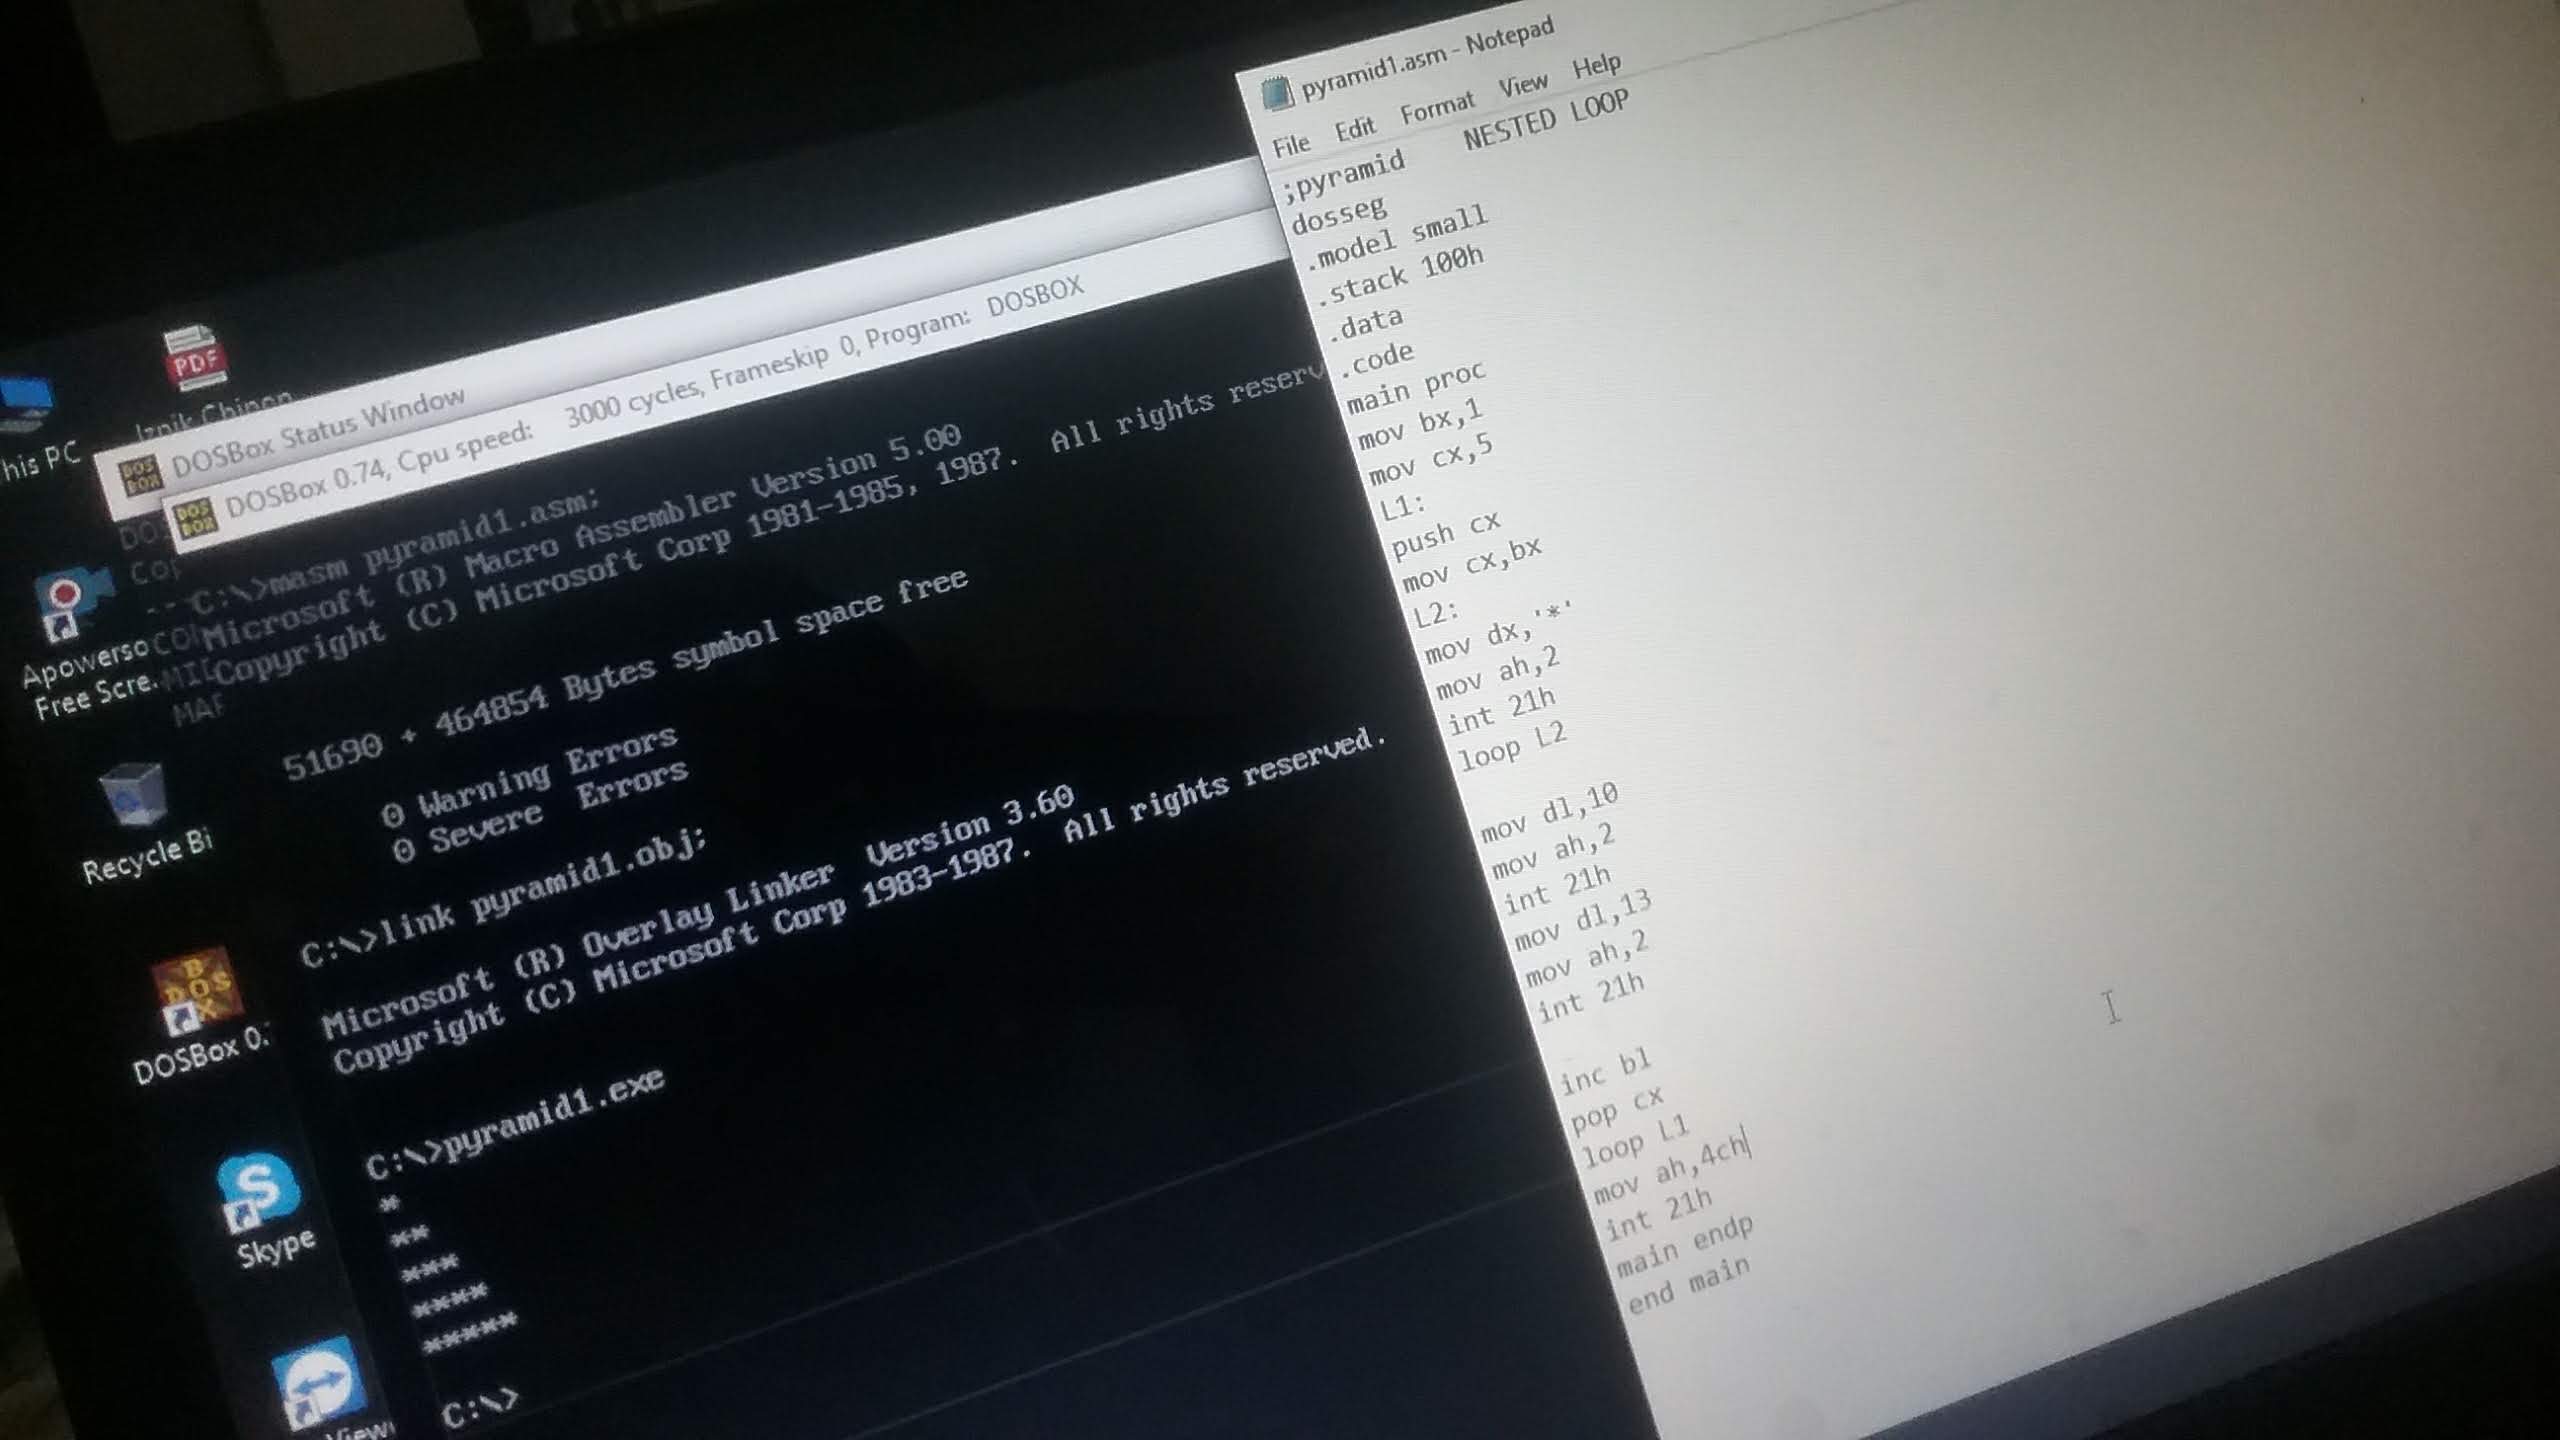 PDF
Iznik Chinen
his PC
Apowerso
Free Scre.
Recycle Bi
DOS
BOX
DOSBox 0.
Skype
View
DOSBox Status Window
DOSBox 0.74, Cpu speed: 3000 cycles, Frameskip 0, Program: DOSBOX
C:\>masm pyramid1.asm;
Microsoft (R) Macro Assembler Version 5.00
Copyright (C) Microsoft Corp 1981-1985, 1987. All rights reserv
51690 + 464854 Bytes symbol space free
0 Warning Errors
0 Severe Errors
C:\>link pyramid1.obj;
Microsoft (R) Overlay Linker Version 3.60
Copyright (C) Microsoft Corp 1983-1987. All rights reserved.
C:\>pyramid1.exe
*
**
***
****
*****
C:\>
pyramid1.asm - Notepad
File Edit Format View Help
;pyramid NESTED LOOP
dosseg
.model small
.stack 100h
.data
.code
main proc
mov bx,1
mov cx,5
L1:
push cx
mov cx,bx
L2:
mov dx,'*'
mov ah,2
int 21h
loop L2
mov dl,10
mov ah,2
int 21h
mov dl,13
mov ah,2
int 21h
inc bl
pop cx
loop L1
mov ah,4ch
int 21h
main endp
end main